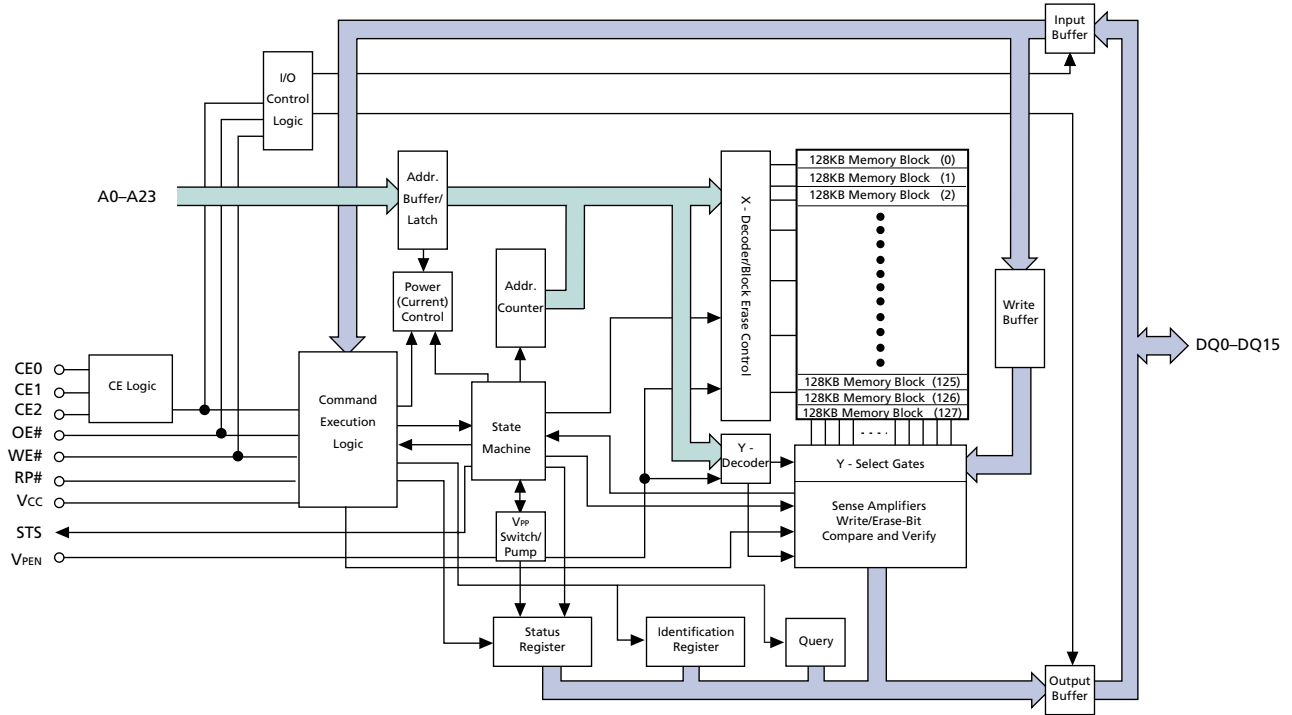 Input
Buffer
I/O
Control
Logic
A0–A23
Addr.
Buffer/
Latch
Power
(Current)
Control
Addr.
Counter
X - Decoder/Block Erase Control
128KB Memory Block (0)
128KB Memory Block (1)
128KB Memory Block (2)
128KB Memory Block (125)
128KB Memory Block (126)
128KB Memory Block (127)
Write
Buffer
DQ0–DQ15
CE0
CE1
CE2
OE#
WE#
RP#
VCC
STS
VPEN
CE Logic
Command
Execution
Logic
State
Machine
VPP
Switch/
Pump
Y -
Decoder
Y - Select Gates
Sense Amplifiers
Write/Erase-Bit
Compare and Verify
Status
Register
Identification
Register
Query
Output
Buffer